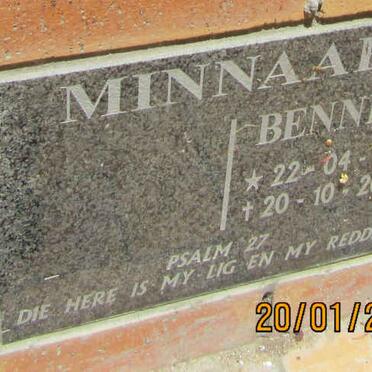 MINNAA
BENN
★ 22-04-
✝ 20-10-20
PSALM 27
DIE HERE IS MY LIG EN MY REDD
20/01/2